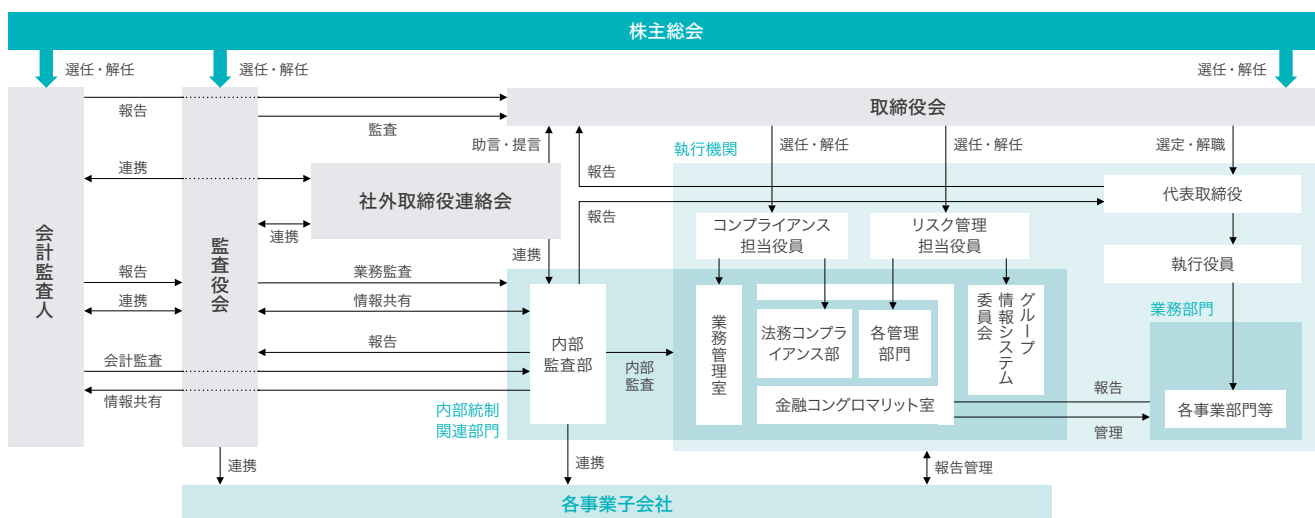 株主総会
選任・解任
選任・解任
選任・解任
報告
監査
取締役会
助言・提言
執行機関
選任・解任
選任・解任
選定・解職
連携
社外取締役連絡会
報告
代表取締役
報告
会計監査人
監査役会
連携
連携
コンプライアンス
担当役員
リスク管理
担当役員
執行役員
報告
業務監査
連携
情報共有
内部
監査部
業務管理室
法務コンプラ
イアンス部
各管理
部門
グループ
情報システム
委員会
業務部門
報告
会計監査
内部
監査
情報共有
内部統制
関連部門
金融コングロマリット室
報告
管理
各事業部門等
連携
連携
報告管理
各事業子会社